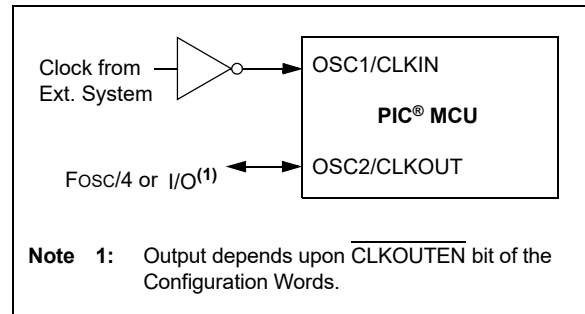 Clock from
Ext. System
OSC1/CLKIN
PIC® MCU
FOSC/4 or I/O(1)
OSC2/CLKOUT
Note 1: Output depends upon CLKOUTEN bit of the
Configuration Words.